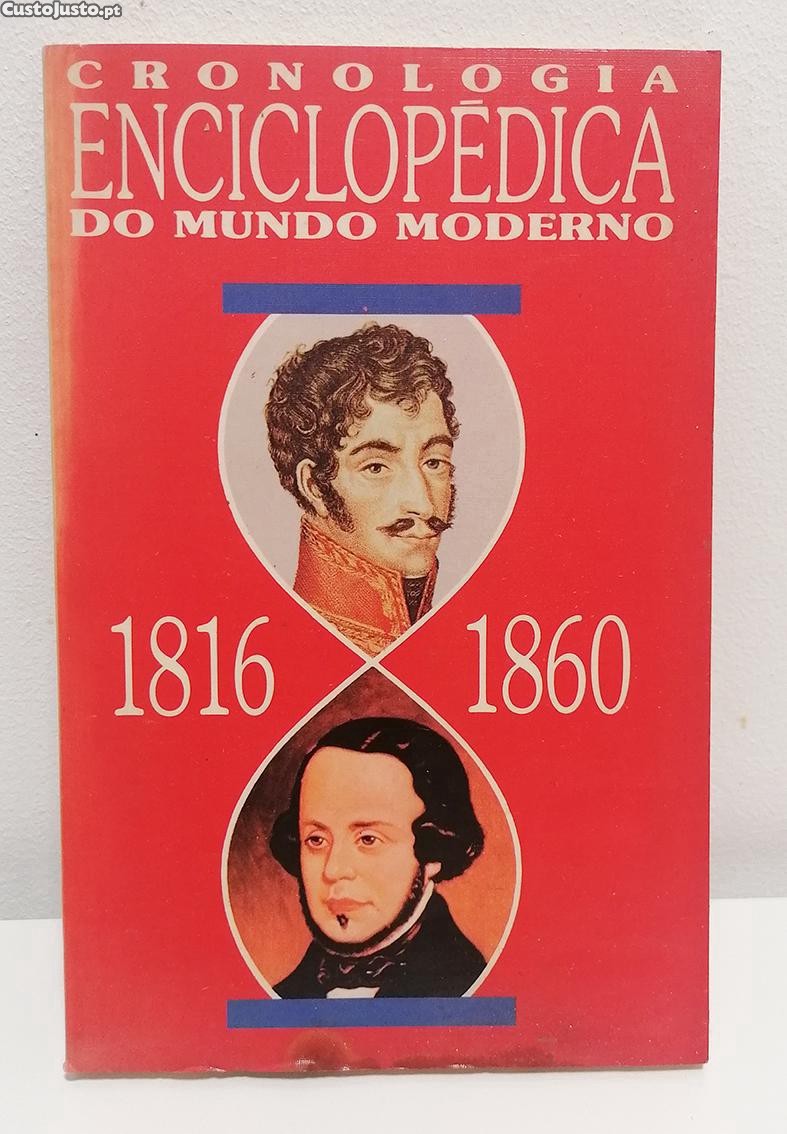 CustoJusto.pt
CRONOLOGIA
ENCICLOPÉDICA
DO MUNDO MODERNO
1816 1860